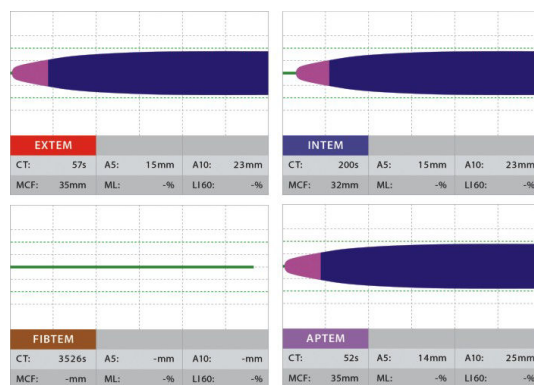 EXTEM
CT: 57s A5: 15mm A10: 23mm
MCF: 35mm ML: -% LI60: -%
INTEM
CT: 200s A5: 15mm A10: 23mm
MCF: 32mm ML: -% LI60: -%
FIBTEM
CT: 3526s A5: -mm A10: -mm
MCF: -mm ML: -% LI60: -%
APTEM
CT: 52s A5: 14mm A10: 25mm
MCF: 35mm ML: -% LI60: -%